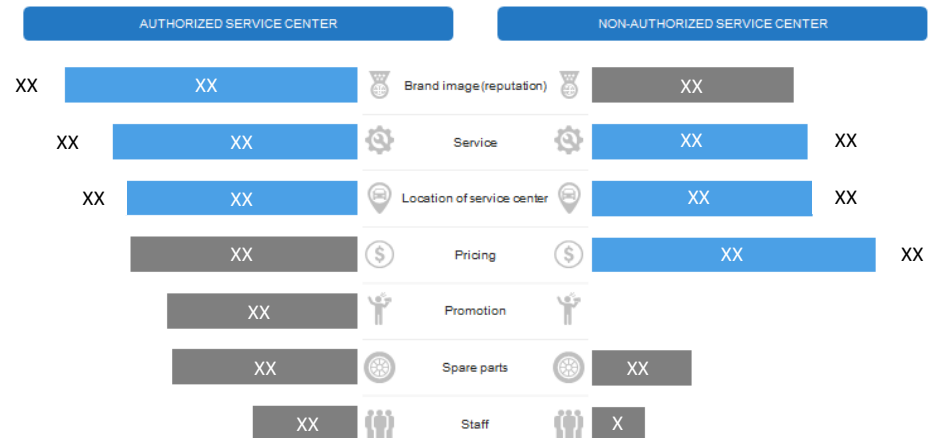 AUTHORIZED SERVICE CENTER NON-AUTHORIZED SERVICE CENTER
XX XX Brand image(reputation) XX
XX XX Service XX XX
XX XX Location of service center XX XX
XX $ Pricing $ XX XX
XX Promotion
XX Spare parts XX
XX Staff X